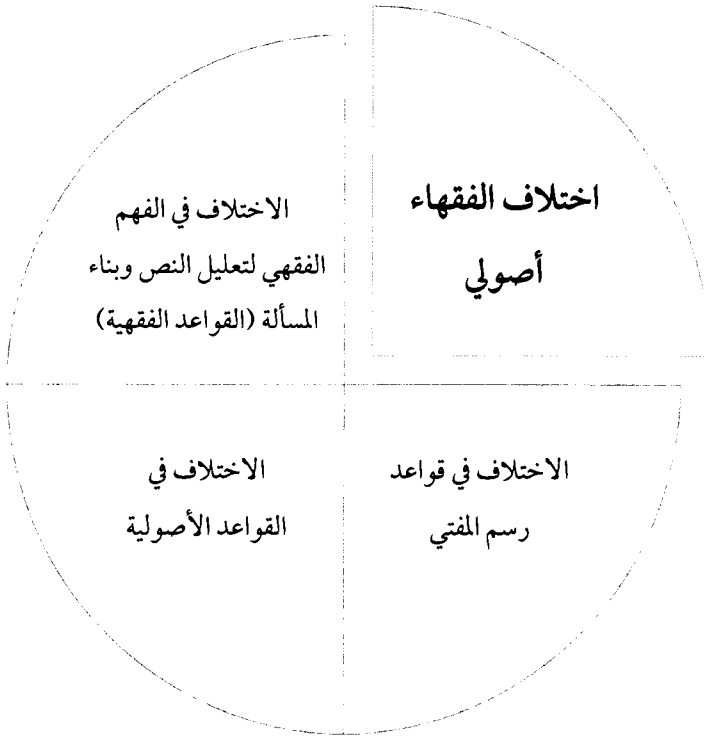 اختلاف الفقهاء
أصولي
الاختلاف في الفهم
الفقهي لتعليل النص وبناء
المسألة (القواعد الفقهية)
الاختلاف في قواعد
رسم المفتي
الاختلاف في
القواعد الأصولية